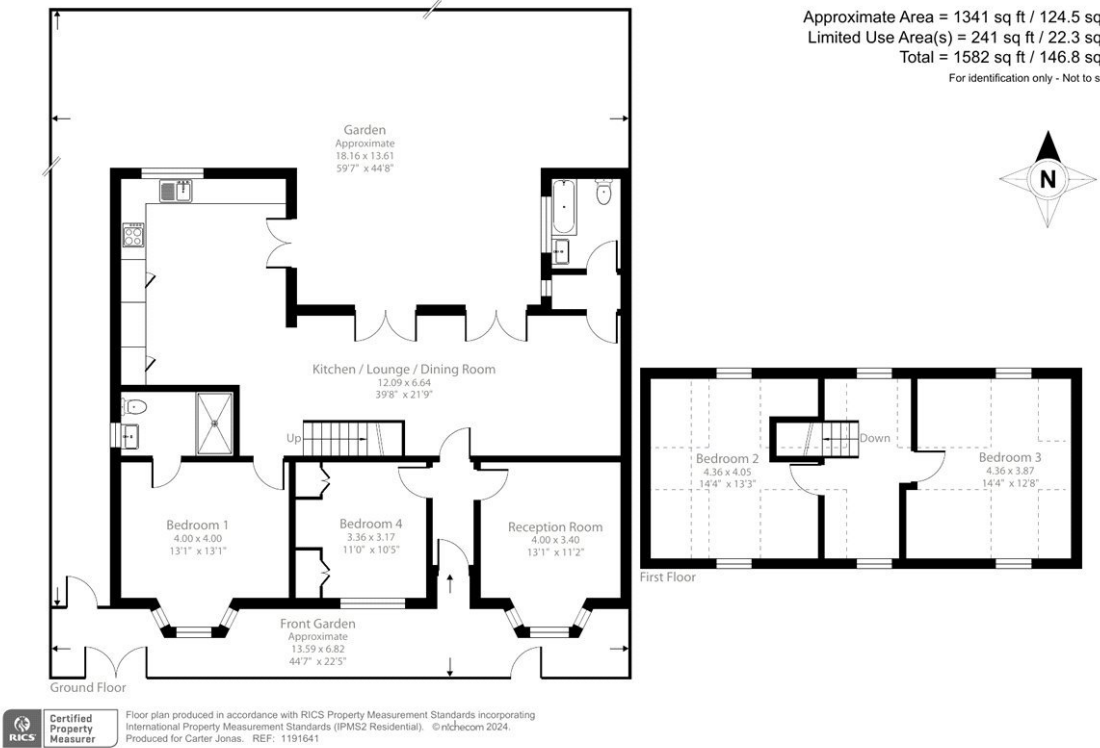 Approximate Area = 1341 sq ft / 124.5 sq
Limited Use Area(s) = 241 sq ft / 22.3 sq
Total = 1582 sq ft / 146.8 sq
For identification only - Not to s
N
Garden
Approximate
18.16 x 13.61
59'7" x 44'8"
Kitchen / Lounge / Dining Room
12.09 x 6.64
39'8" x 21'9"
Up
Bedroom 1
4.00 x 4.00
13'1" x 13'1"
Bedroom 4
3.36 x 3.17
11'0" x 10'5"
Reception Room
4.00 x 3.40
13'1" x 11'2"
Front Garden
Approximate
13.59 x 6.82
44'7" x 22'5"
Ground Floor
Down
Bedroom 2
4.36 x 4.05
14'4" x 13'3"
Bedroom 3
4.36 x 3.87
14'4" x 12'8"
First Floor
RICS
Certified
Property
Measurer
Floor plan produced in accordance with RICS Property Measurement Standards incorporating
International Property Measurement Standards (IPMS2 Residential). © nichecom 2024.
Produced for Carter Jonas. REF: 1191641